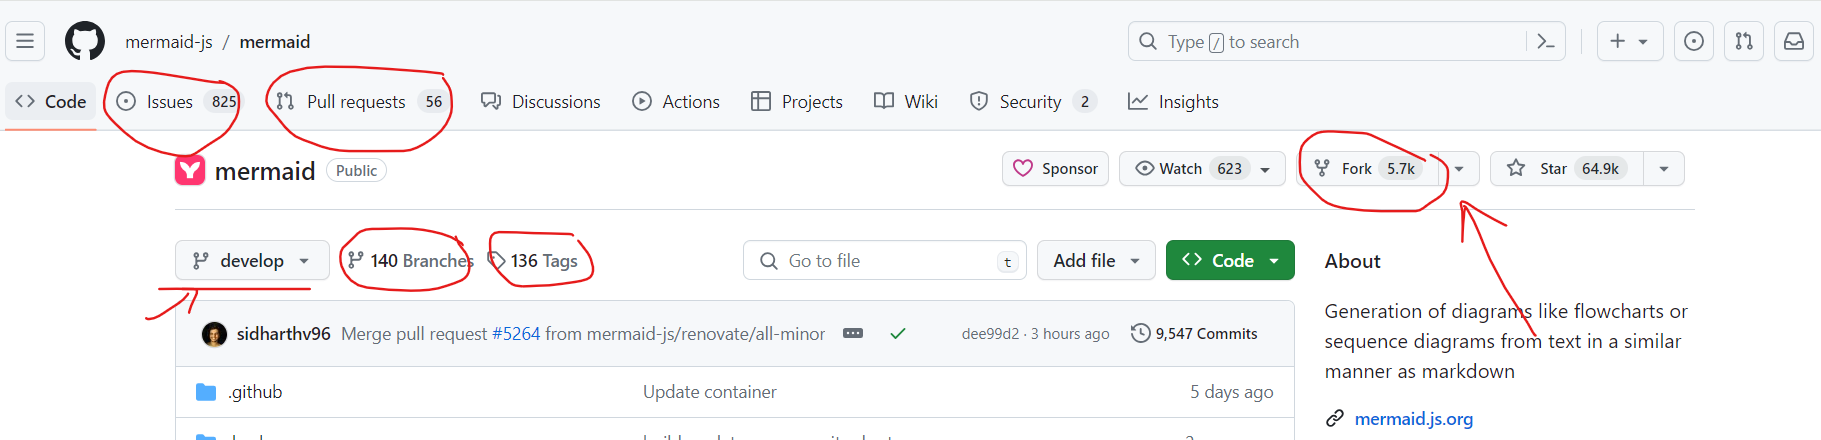 mermaid-js / mermaid
Type / to search
Code Issues 825 Pull requests 56 Discussions Actions Projects Wiki Security 2 Insights
mermaid Public
Sponsor Watch 623 Fork 5.7k Star 64.9k
develop 140 Branches 136 Tags Go to file t Add file Code
About
Generation of diagrams like flowcharts or
sequence diagrams from text in a similar
manner as markdown
mermaid.js.org
sidharthv96 Merge pull request #5264 from mermaid-js/renovate/all-minor dee99d2 · 3 hours ago 9,547 Commits
.github Update container 5 days ago